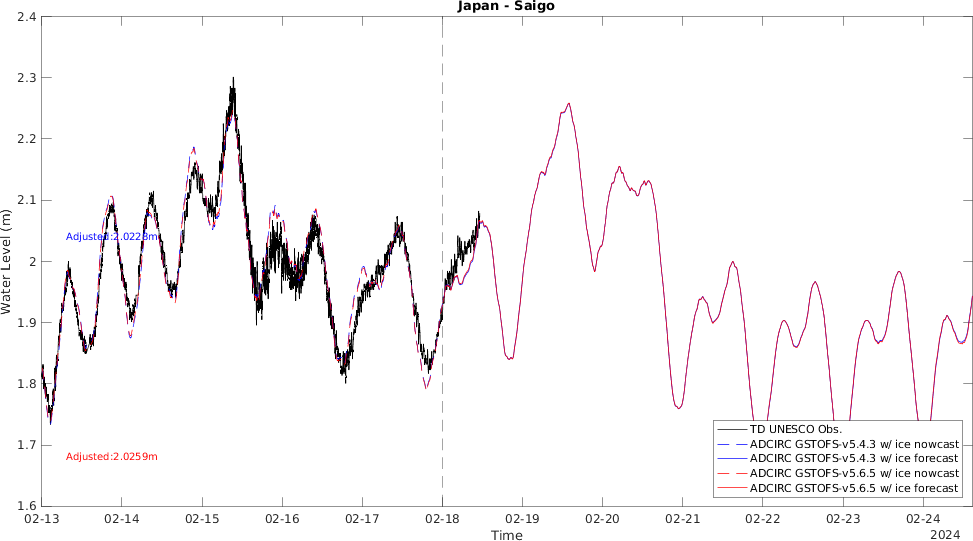 Japan - Saigo
2.4
2.3
2.2
2.1
2
1.9
1.8
1.7
1.6
Water Level (m)
Adjusted:2.0223m
Adjusted:2.0259m
TD UNESCO Obs.
ADCIRC GSTOFS-v5.4.3 w/ ice nowcast
ADCIRC GSTOFS-v5.4.3 w/ ice forecast
ADCIRC GSTOFS-v5.6.5 w/ ice nowcast
ADCIRC GSTOFS-v5.6.5 w/ ice forecast
02-13 02-14 02-15 02-16 02-17 02-18 02-19 02-20 02-21 02-22 02-23 02-24
Time
2024